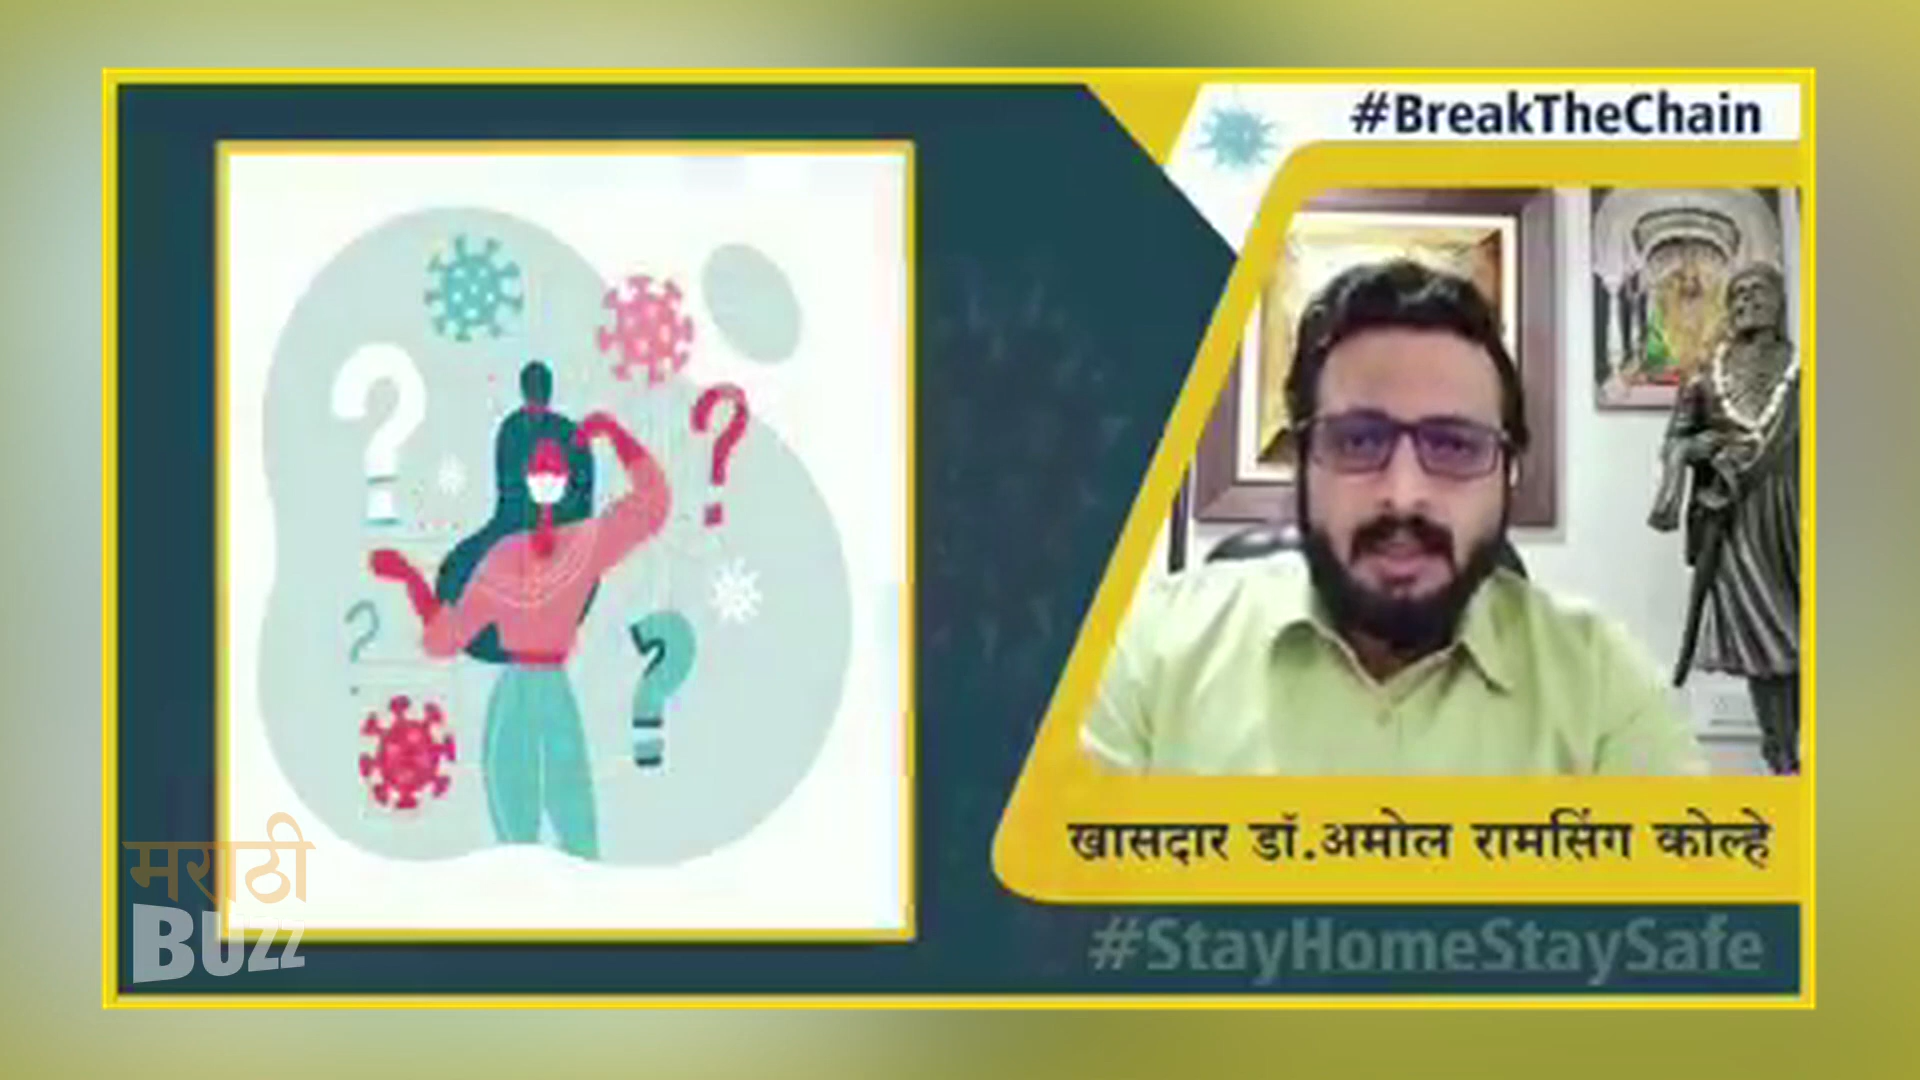 #BreakTheChain
खासदार डॉ.अमोल रामसिंग कोल्हे
#StayHomeStaySafe
मराठी
BUZZ